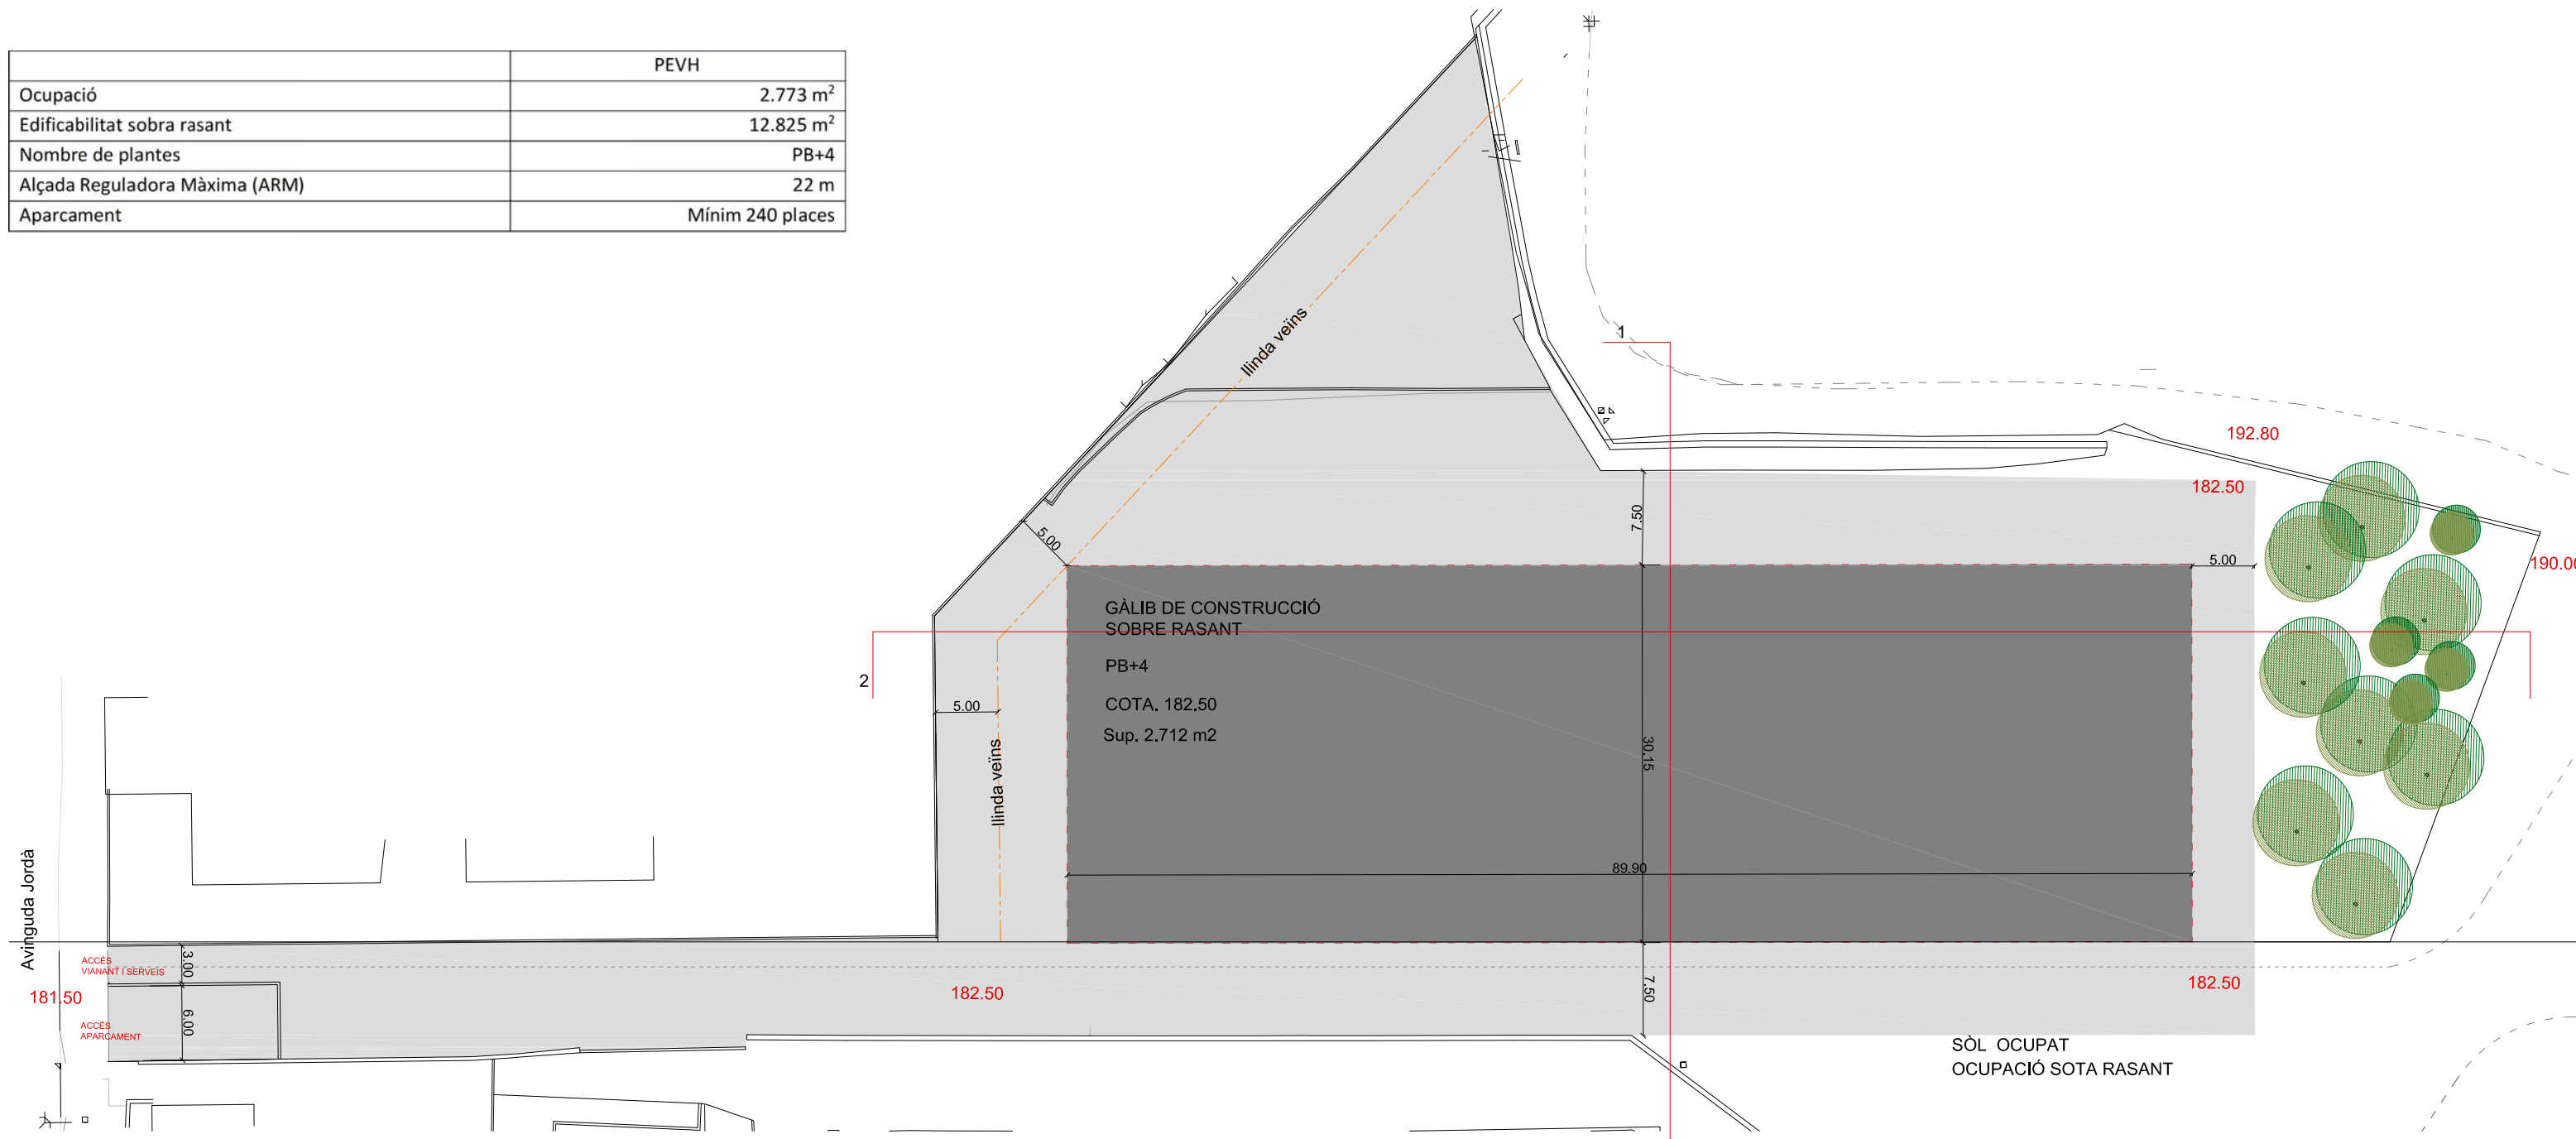 PEVH
Ocupació 2.773 m²
Edificabilitat sobra rasant 12.825 m²
Nombre de plantes PB+4
Alçada Reguladora Màxima (ARM) 22 m
Aparcament Mínim 240 places
llinda veïns
1
192.80
182.50
7.50
5.00
5.00
190.00
GÀLIB DE CONSTRUCCIÓ
SOBRE RASANT
PB+4
COTA. 182.50
Sup. 2.712 m2
2
5.00
llinda veïns
30.15
89.90
Avinguda Jordà
ACCÉS
VIANANT I SERVEIS
3.00
181.50
182.50
7.50
182.50
6.00
ACCÉS
APARCAMENT
SÒL OCUPAT
OCUPACIÓ SOTA RASANT